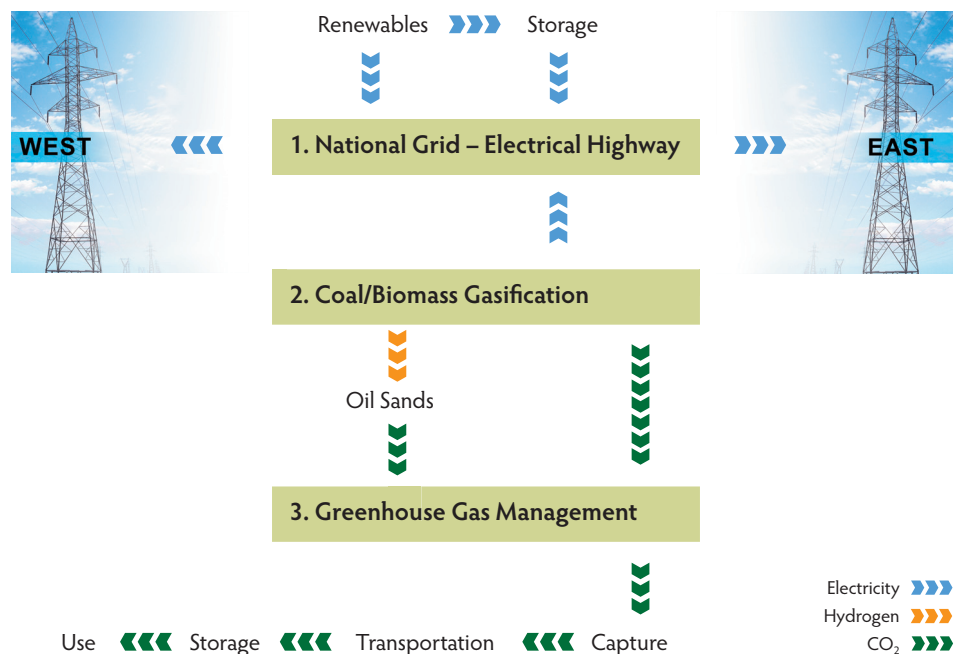 Renewables Storage
WEST
1. National Grid – Electrical Highway
EAST
2. Coal/Biomass Gasification
Oil Sands
3. Greenhouse Gas Management
Electricity
Hydrogen
CO₂
Use Storage Transportation Capture